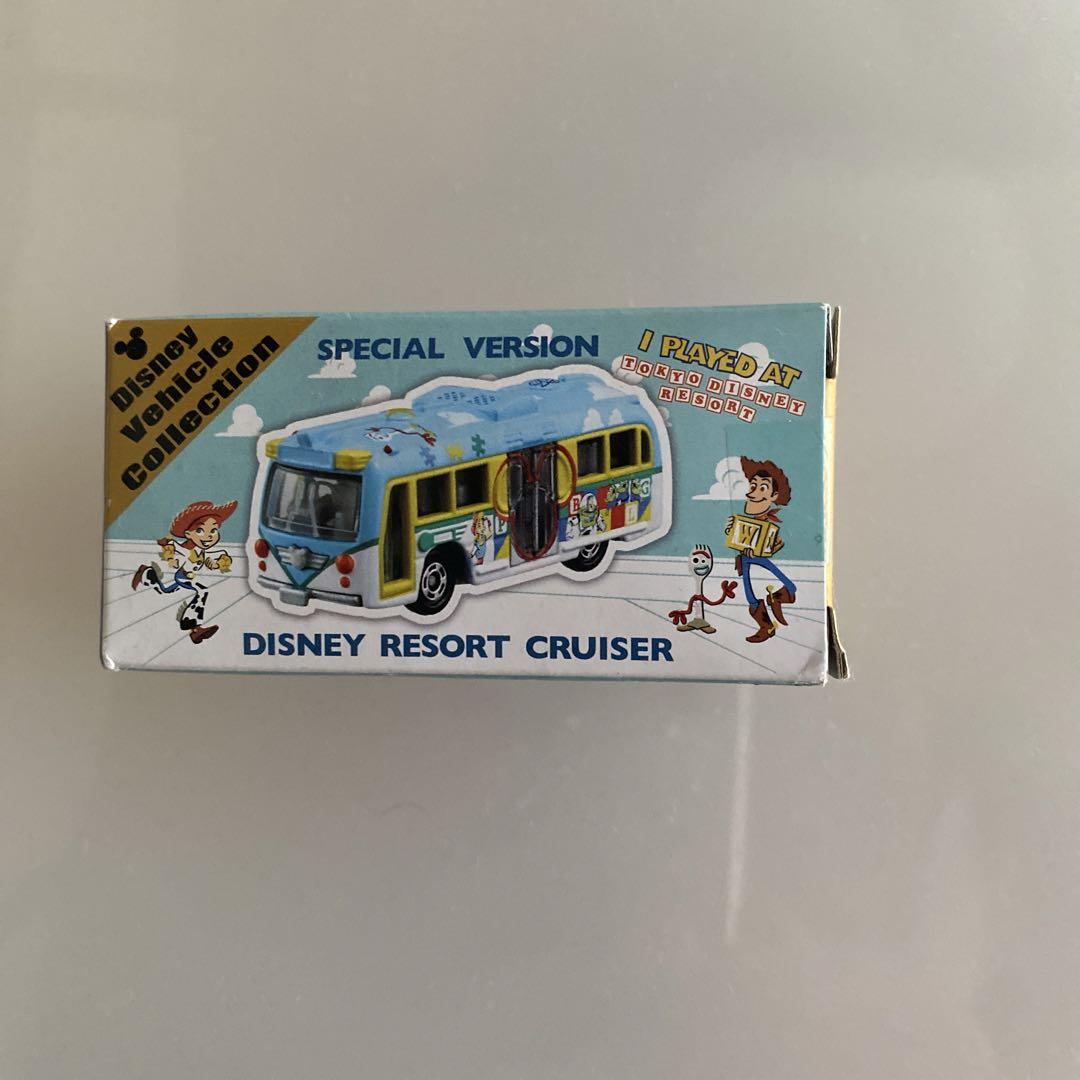 Disney
Vehicle
Collection
SPECIAL VERSION
I PLAYED AT
TOKYO DISNEY
RESORT
W
DISNEY RESORT CRUISER